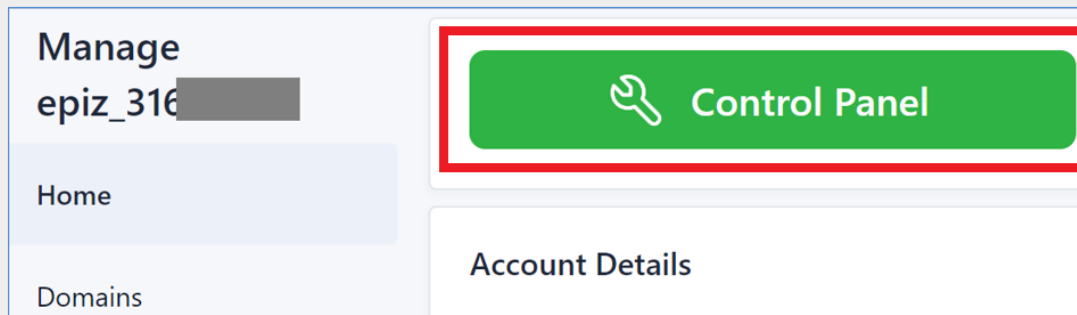 Manage
epiz_316
Control Panel
Home
Account Details
Domains